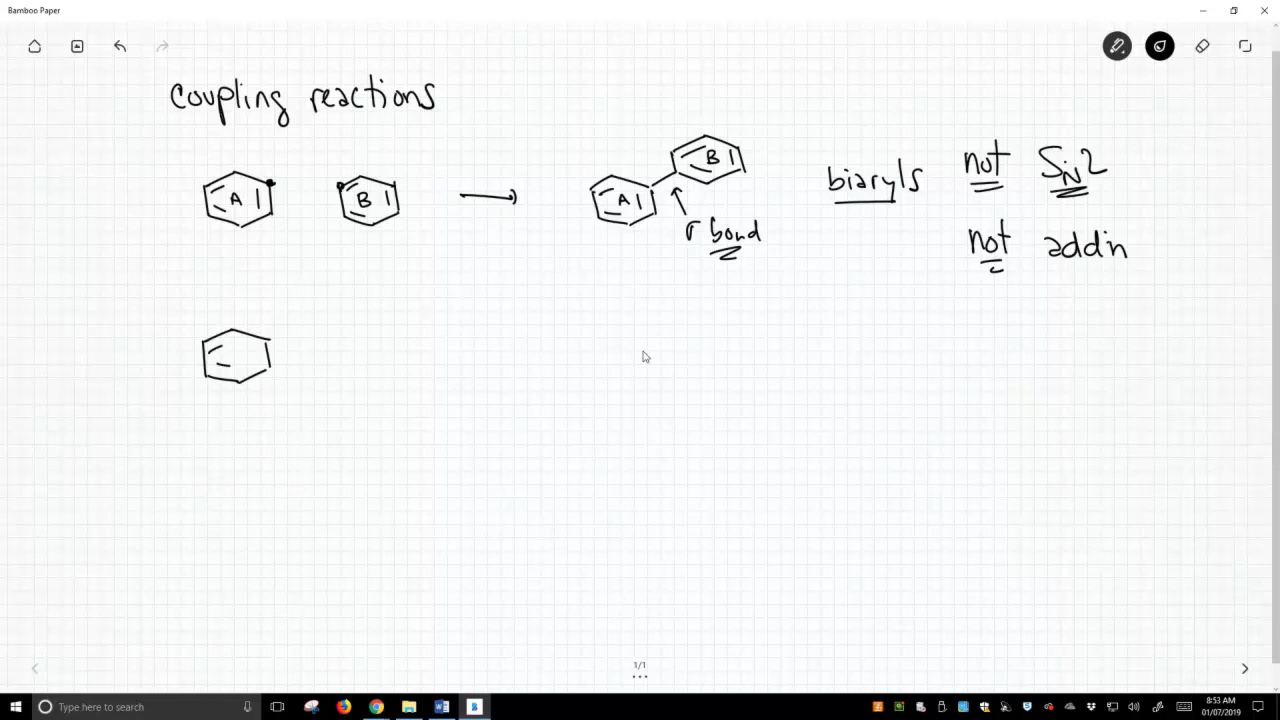 Bamboo Paper
coupling reactions
A B A B
σ bond
biaryls not SN2
not addin
1/1
Type here to search
8:53 AM
01/07/2019